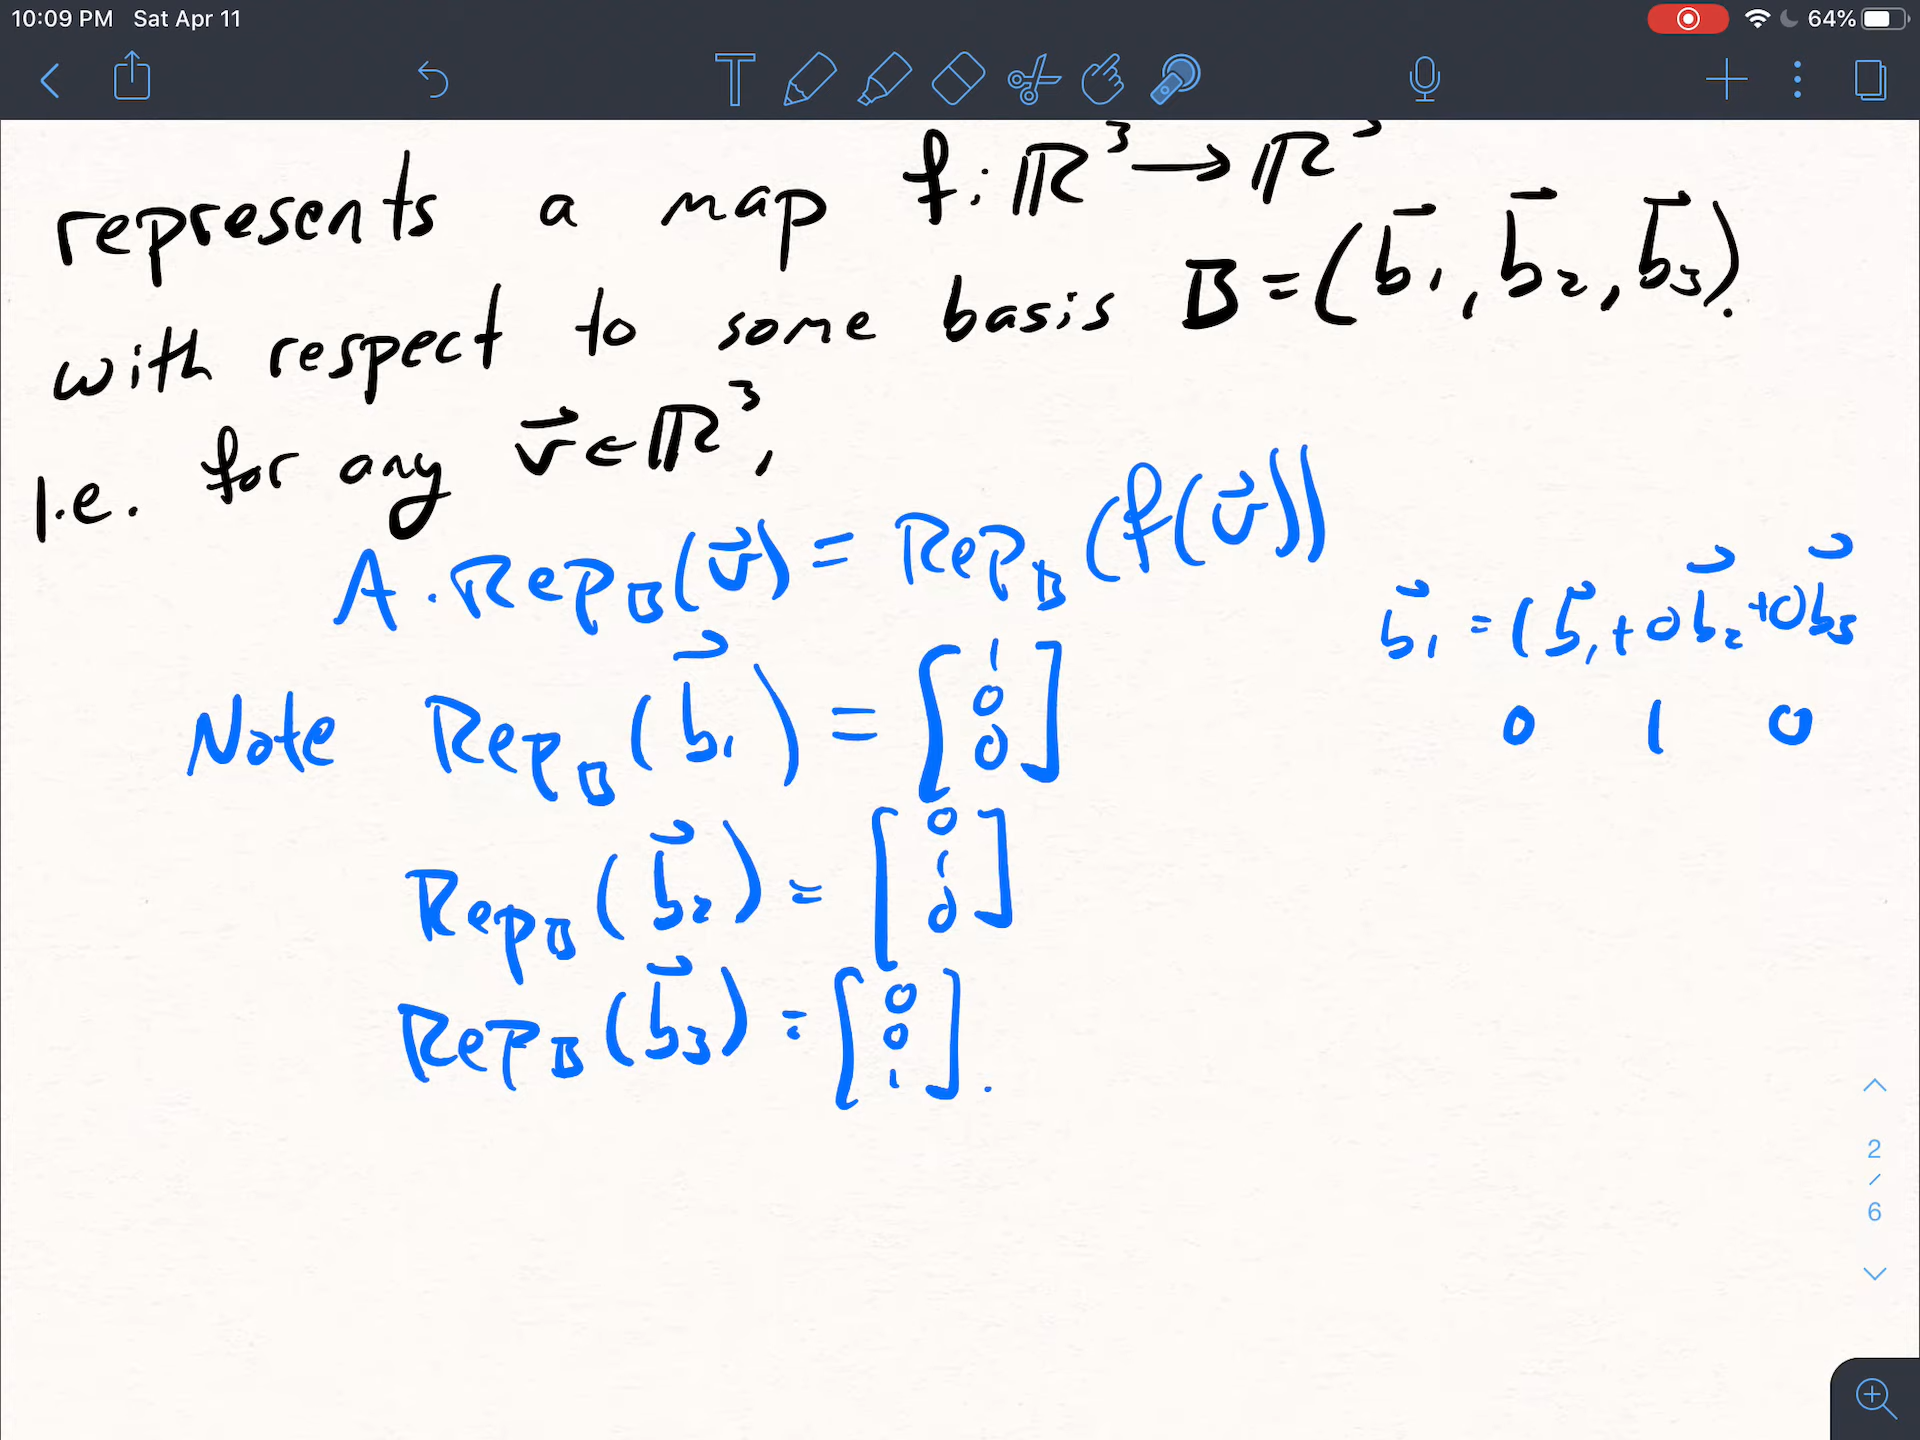 10:09 PM Sat Apr 11 64%
represents a map f: ℝ³ → ℝ³
with respect to some basis B = (b⃗₁, b⃗₂, b⃗₃).
I.e. for any v⃗ ∈ ℝ³,
A · Rep_B(v⃗) = Rep_B(f(v⃗))
b⃗₁ = 1b⃗₁ + 0b⃗₂ + 0b⃗₃
0 1 0
Note Rep_B(b⃗₁) = [1 0 0]
Rep_B(b⃗₂) = [0 1 0]
Rep_B(b⃗₃) = [0 0 1].
2
/
6